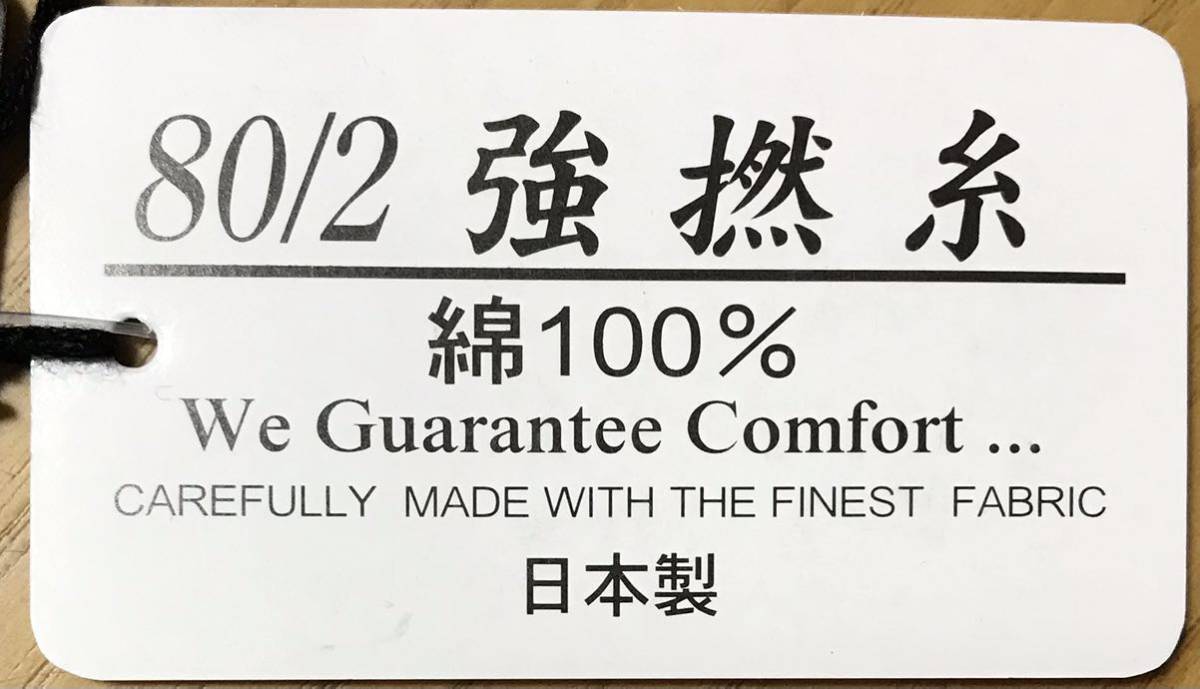 80/2 強撚糸
綿100%
We Guarantee Comfort ...
CAREFULLY MADE WITH THE FINEST FABRIC
日本製